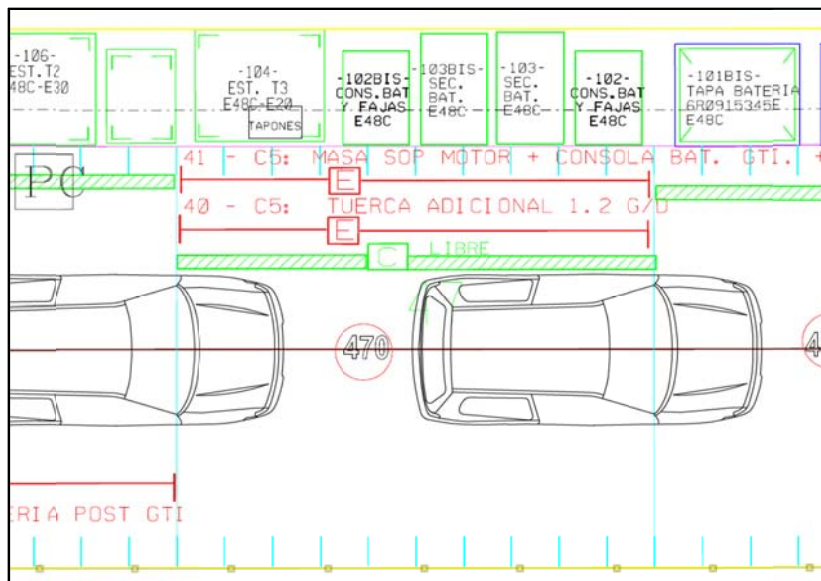 -106-
EST.T2
48C-E30
-104-
EST. T3
E48C-E20
TAPONES
-102BIS-
CONS.BAT
Y FAJAS
E48C
-103BIS-
SEC.
BAT.
E48C
-103-
SEC.
BAT.
E48C
-102-
CONS.BAT
Y FAJAS
E48C
-101BIS-
TAPA BATERIA
6R0915345E
E48C
PC
41 - C5: MASA SOP MOTOR + CONSOLA BAT. GTI. +
E
40 - C5: TUERCA ADICIONAL 1.2 G/D
E
C
LIBRE
47
470
4
ERIA POST GTI